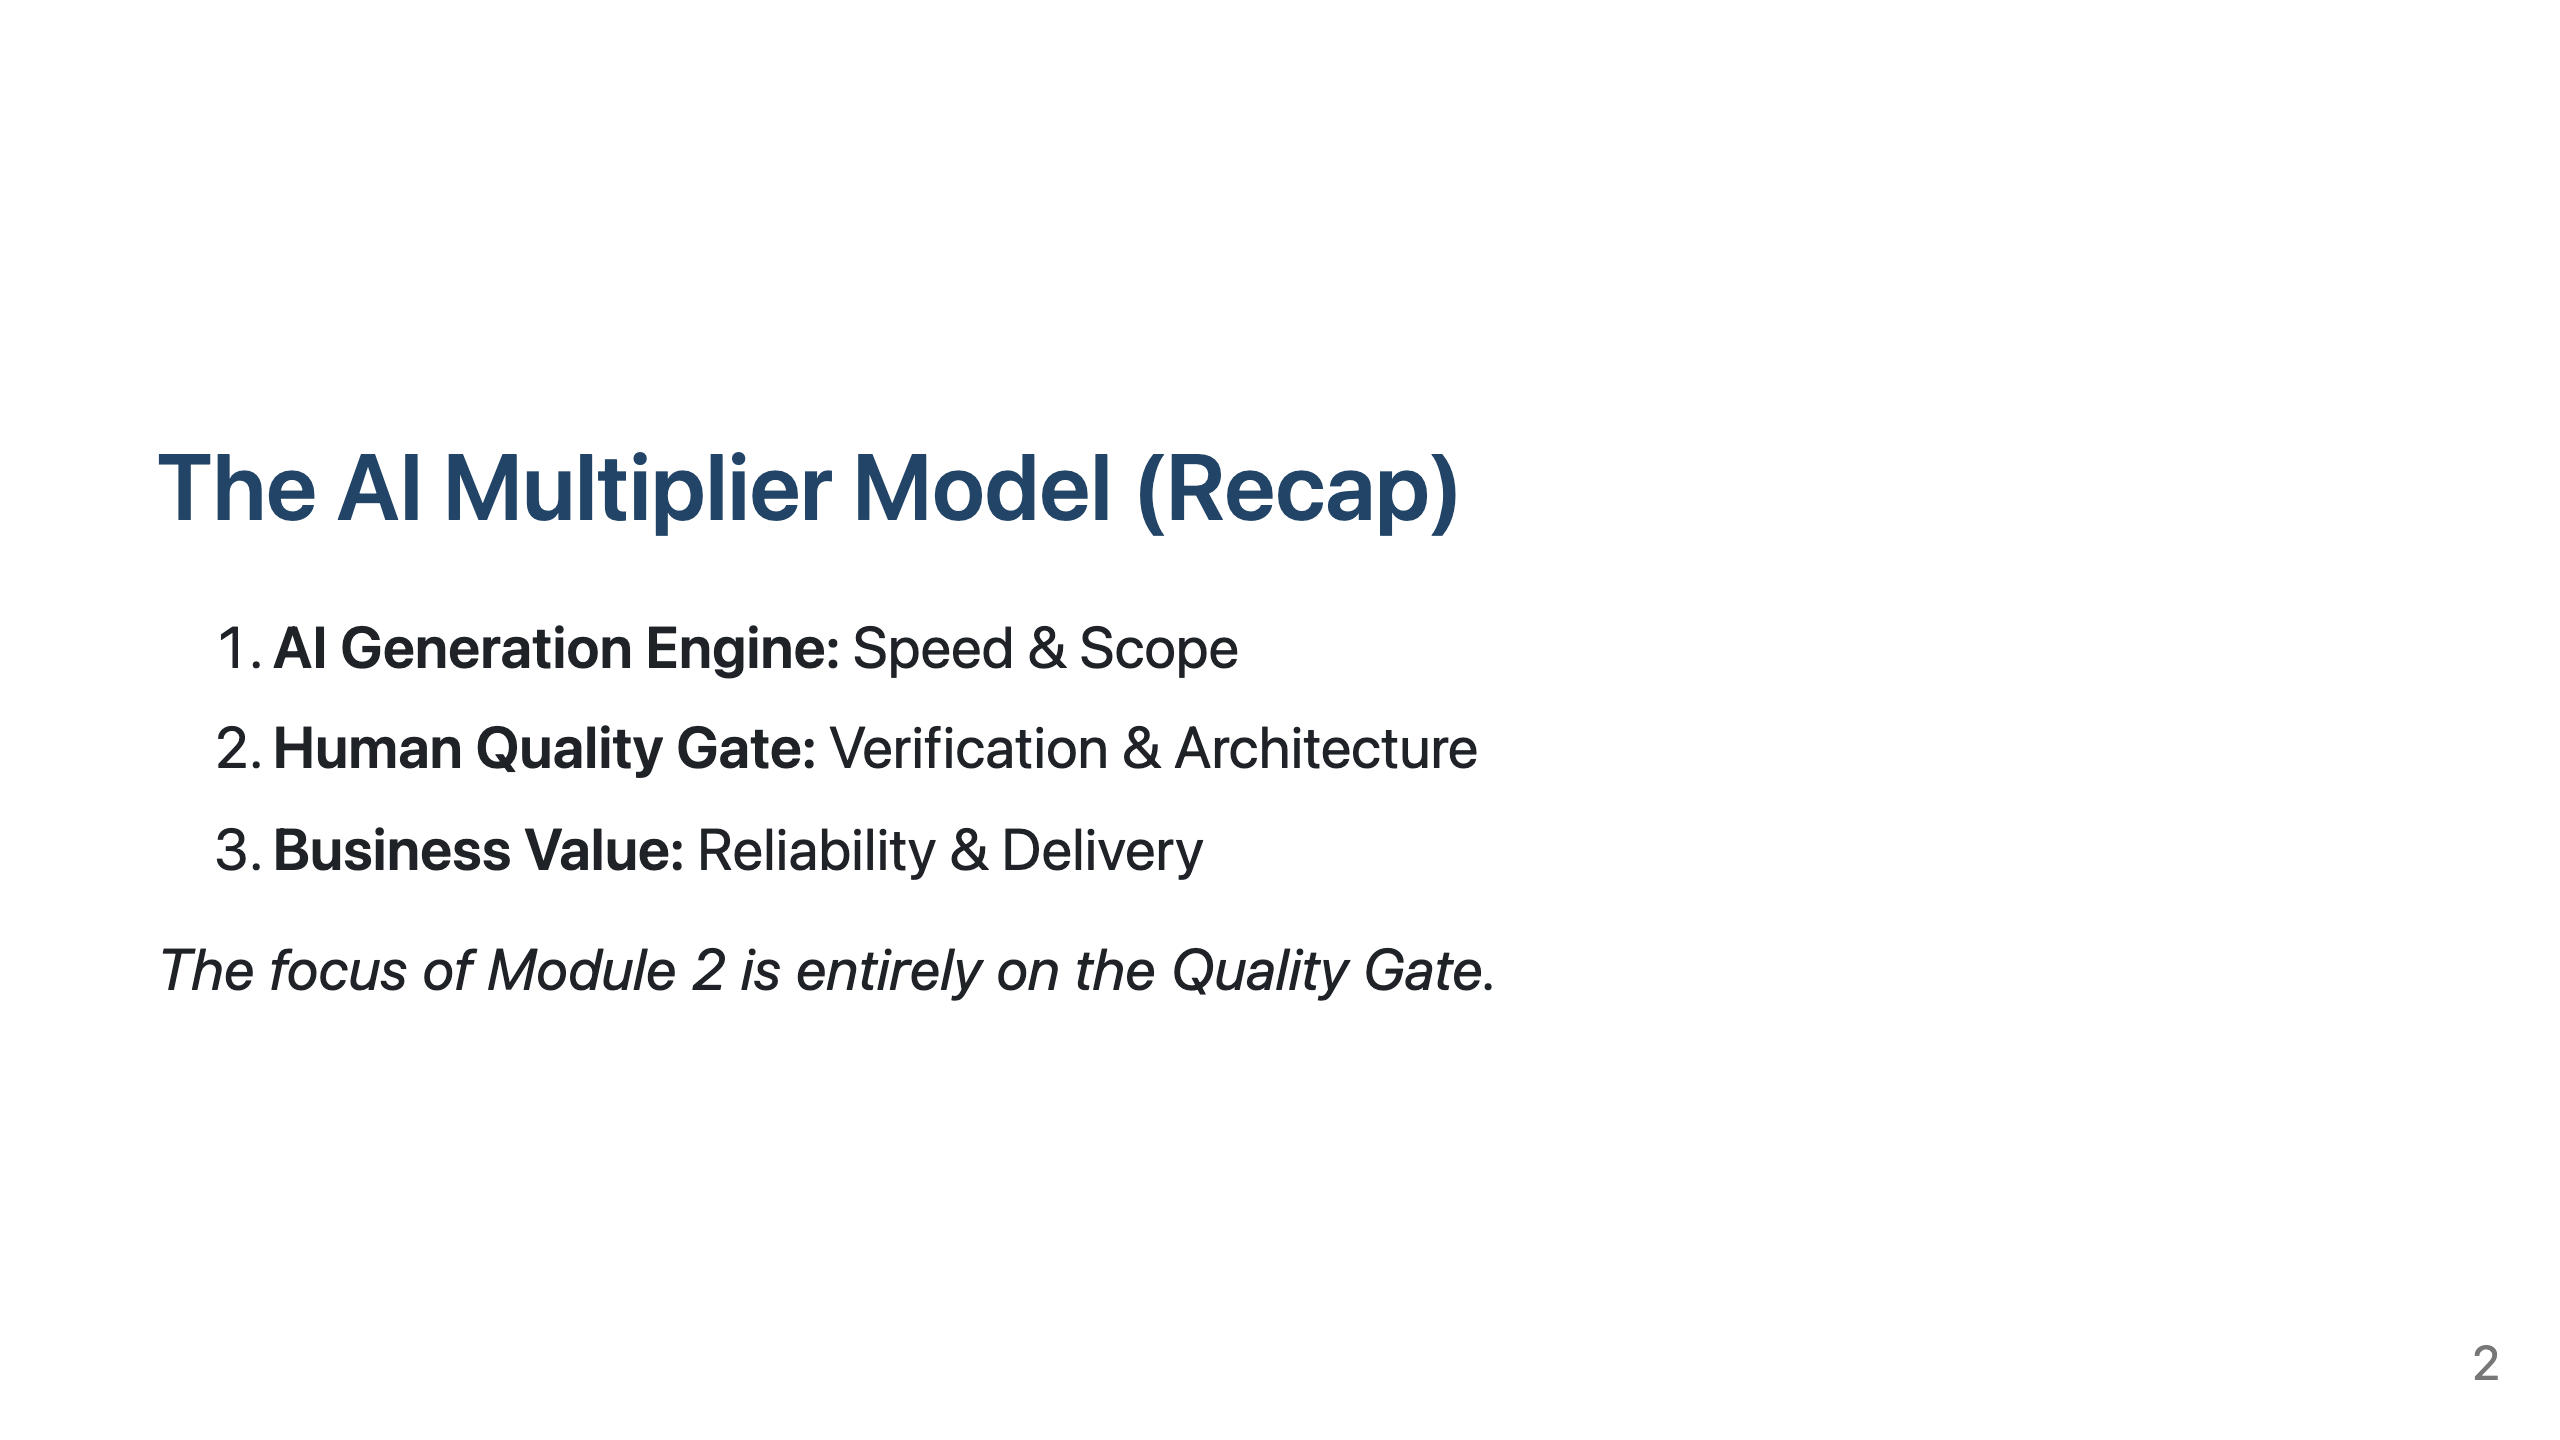 The AI Multiplier Model (Recap)
1. AI Generation Engine: Speed & Scope
2. Human Quality Gate: Verification & Architecture
3. Business Value: Reliability & Delivery
The focus of Module 2 is entirely on the Quality Gate.
2